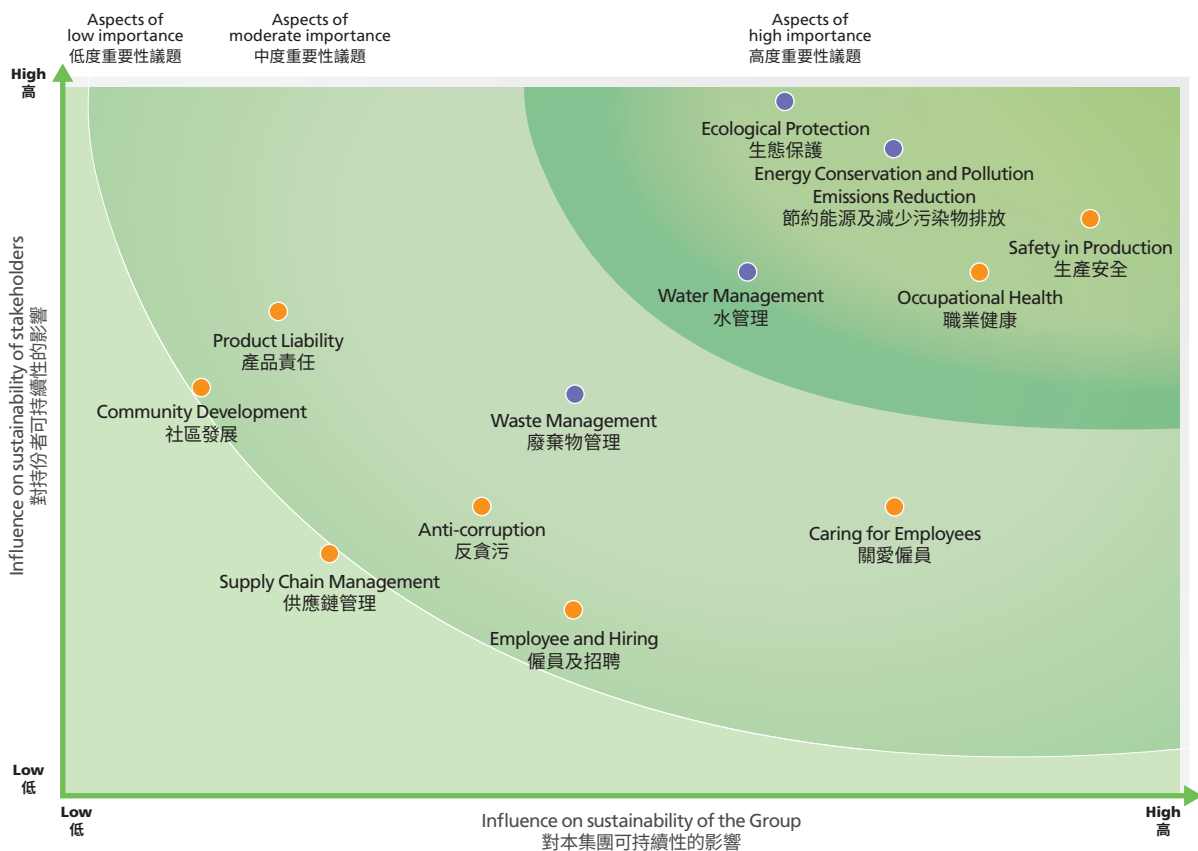 Aspects of
low importance
低度重要性議題
Aspects of
moderate importance
中度重要性議題
Aspects of
high importance
高度重要性議題
High
高
Ecological Protection
生態保護
Energy Conservation and Pollution
Emissions Reduction
節約能源及減少污染物排放
Safety in Production
生產安全
Water Management
水管理
Occupational Health
職業健康
Product Liability
產品責任
Community Development
社區發展
Waste Management
廢棄物管理
Anti-corruption
反貪污
Caring for Employees
關愛僱員
Supply Chain Management
供應鏈管理
Employee and Hiring
僱員及招聘
Influence on sustainability of stakeholders
對持份者可持續性的影響
Low
低
Low
低
Influence on sustainability of the Group
對本集團可持續性的影響
High
高